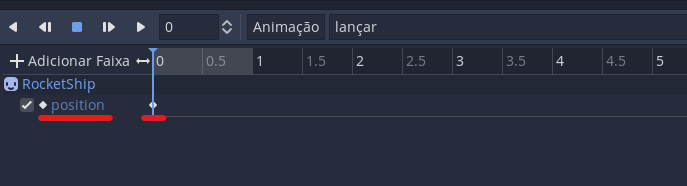 0 Animação lançar
Adicionar Faixa 0 0.5 1 1.5 2 2.5 3 3.5 4 4.5 5
RocketShip
position